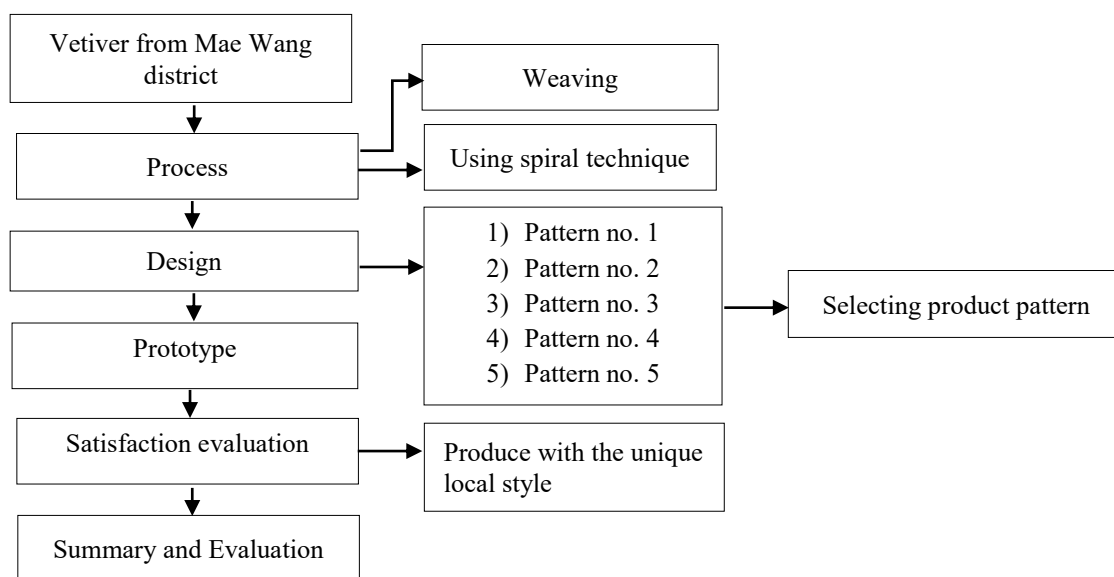 Vetiver from Mae Wang
district
Weaving
Process
Using spiral technique
Design
1) Pattern no. 1
2) Pattern no. 2
3) Pattern no. 3
4) Pattern no. 4
5) Pattern no. 5
Selecting product pattern
Prototype
Satisfaction evaluation
Produce with the unique
local style
Summary and Evaluation